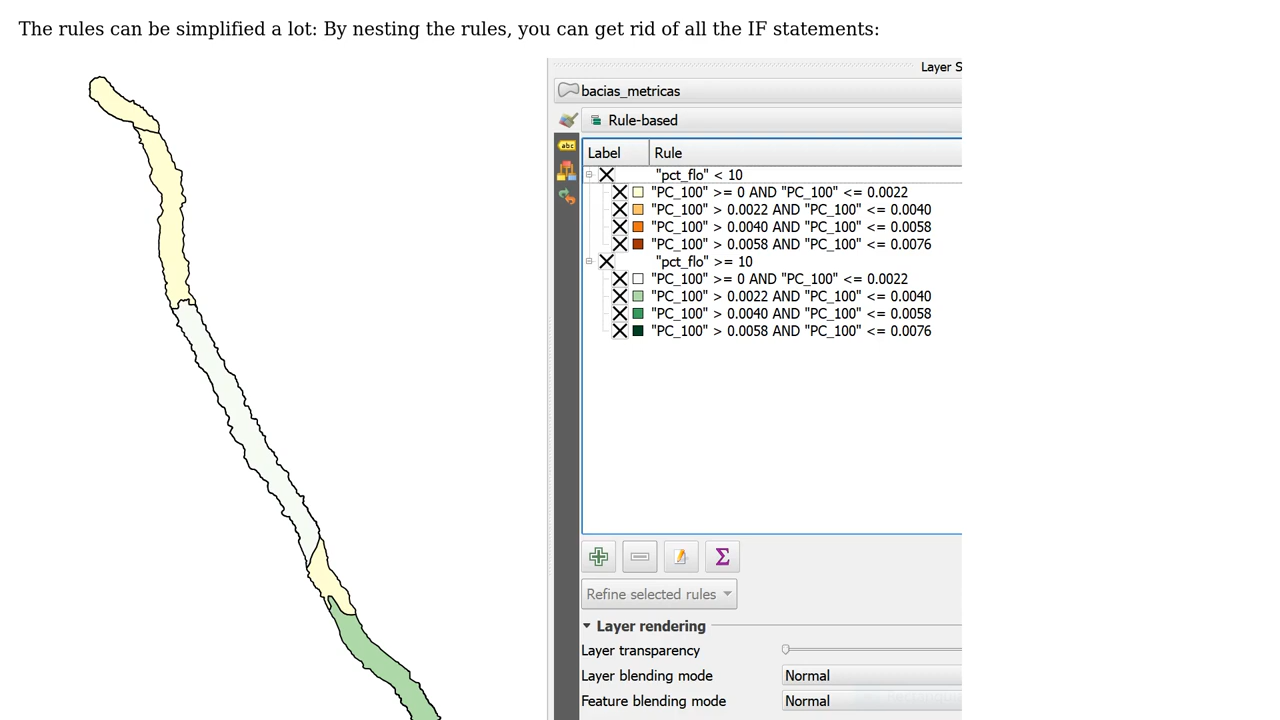 The rules can be simplified a lot: By nesting the rules, you can get rid of all the IF statements:
Layer S
bacias_metricas
Rule-based
abc
Label Rule
"pct_flo" < 10
"PC_100" >= 0 AND "PC_100" <= 0.0022
"PC_100" > 0.0022 AND "PC_100" <= 0.0040
"PC_100" > 0.0040 AND "PC_100" <= 0.0058
"PC_100" > 0.0058 AND "PC_100" <= 0.0076
"pct_flo" >= 10
"PC_100" >= 0 AND "PC_100" <= 0.0022
"PC_100" > 0.0022 AND "PC_100" <= 0.0040
"PC_100" > 0.0040 AND "PC_100" <= 0.0058
"PC_100" > 0.0058 AND "PC_100" <= 0.0076
Σ
Refine selected rules
Layer rendering
Layer transparency
Layer blending mode Normal
Feature blending mode Normal